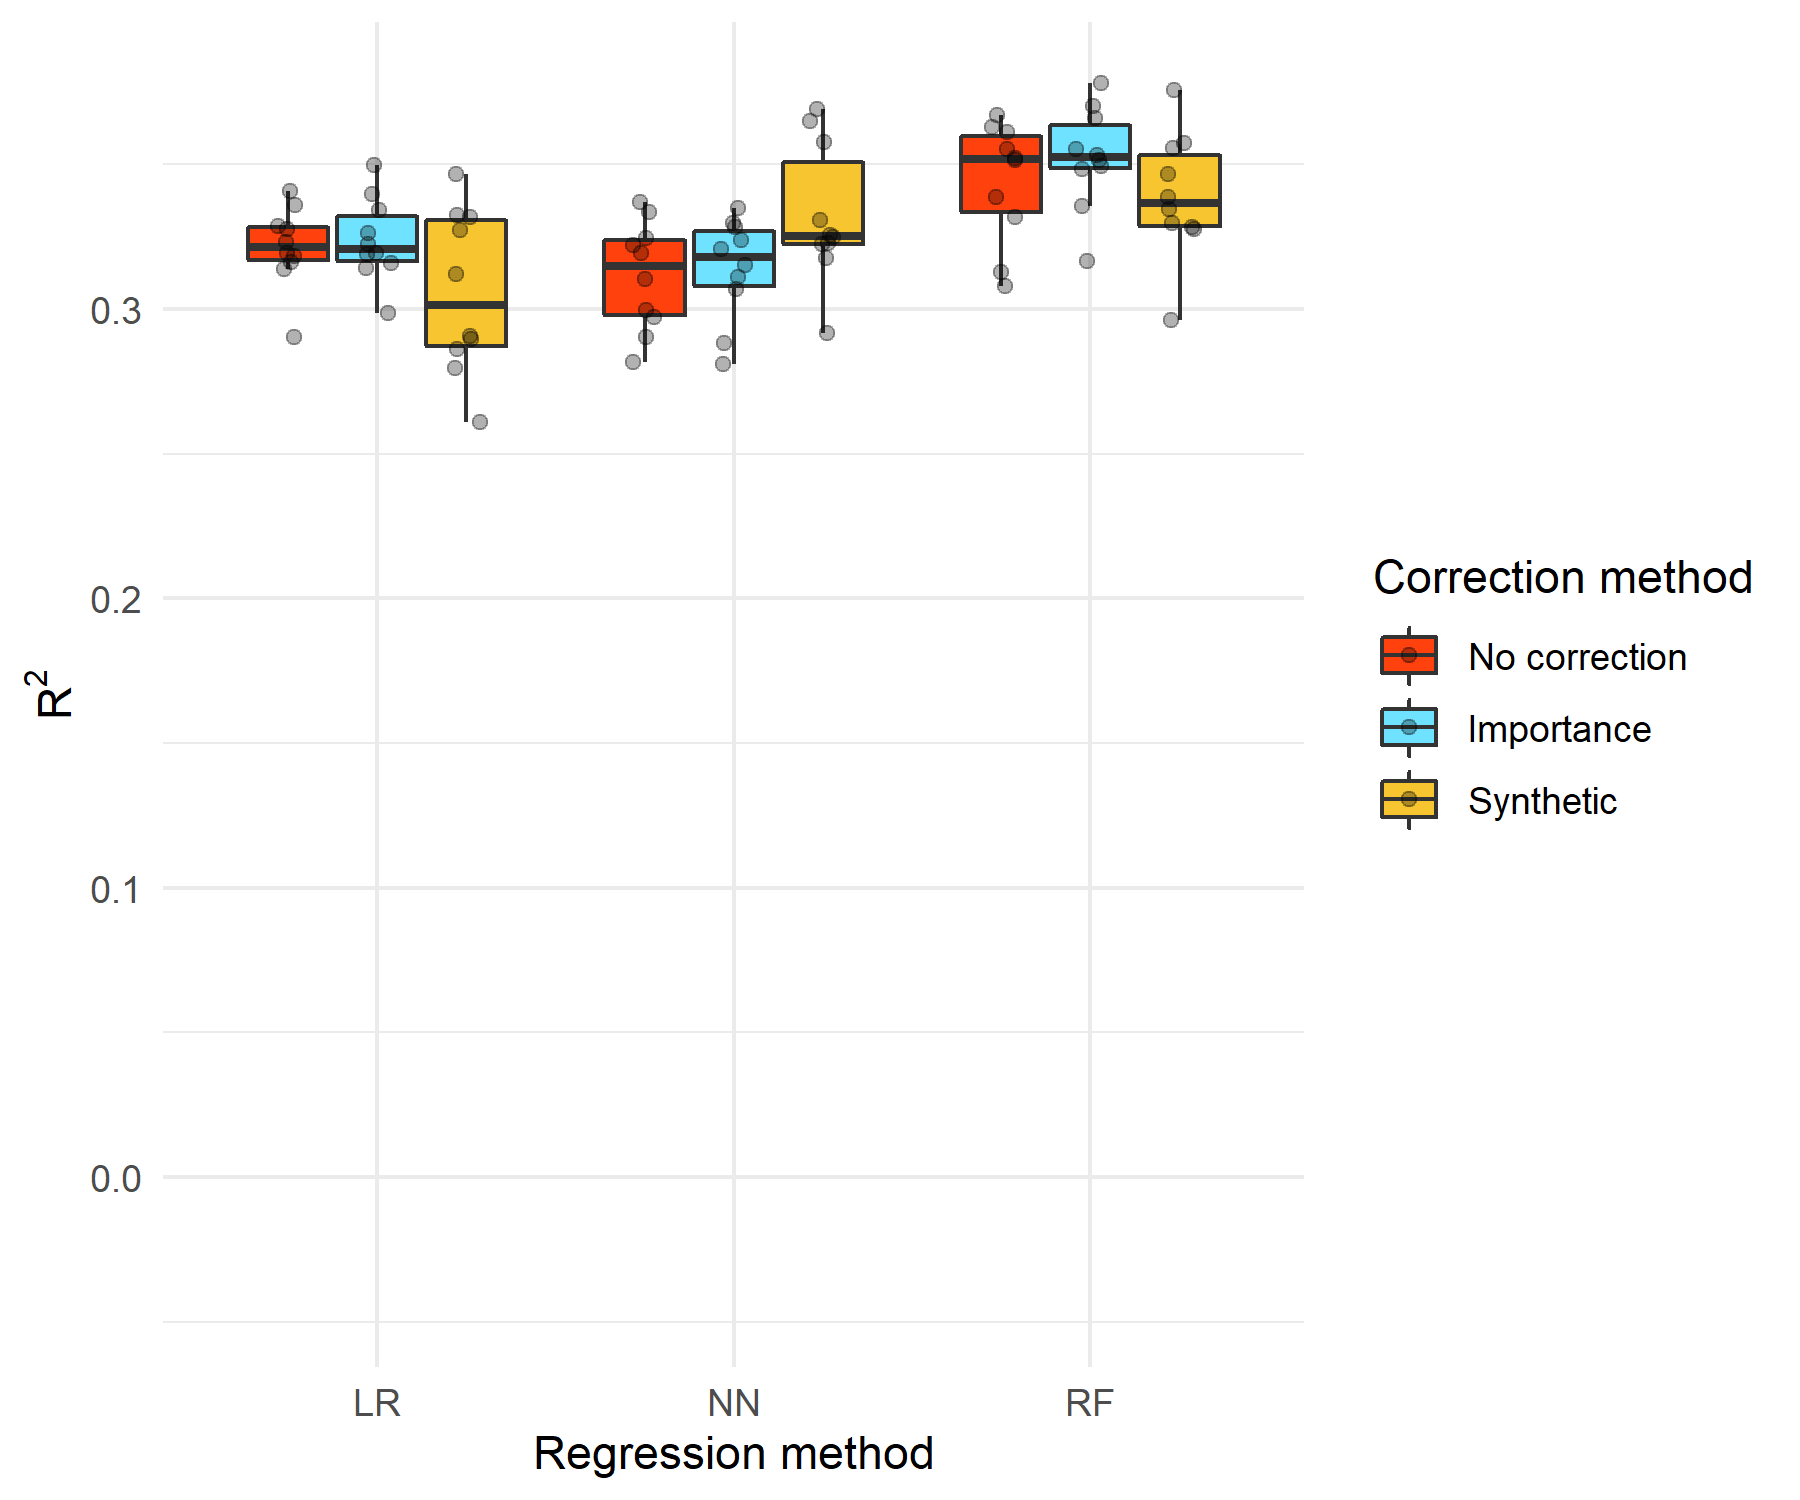 0.3
0.2
0.1
0.0
R²
LR
NN
RF
Regression method
Correction method
No correction
Importance
Synthetic